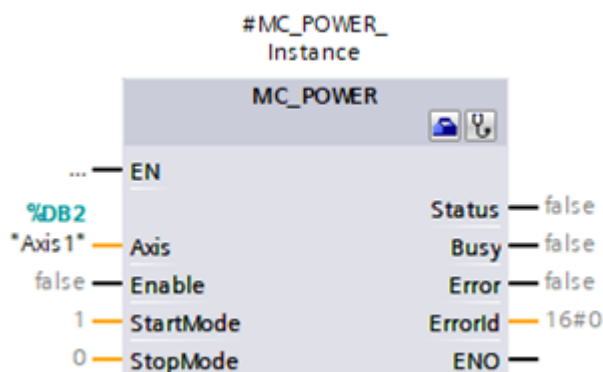 #MC_POWER_
Instance
MC_POWER
... EN
%DB2 Status false
"Axis1" Axis Busy false
false Enable Error false
1 StartMode ErrorId 16#0
0 StopMode ENO